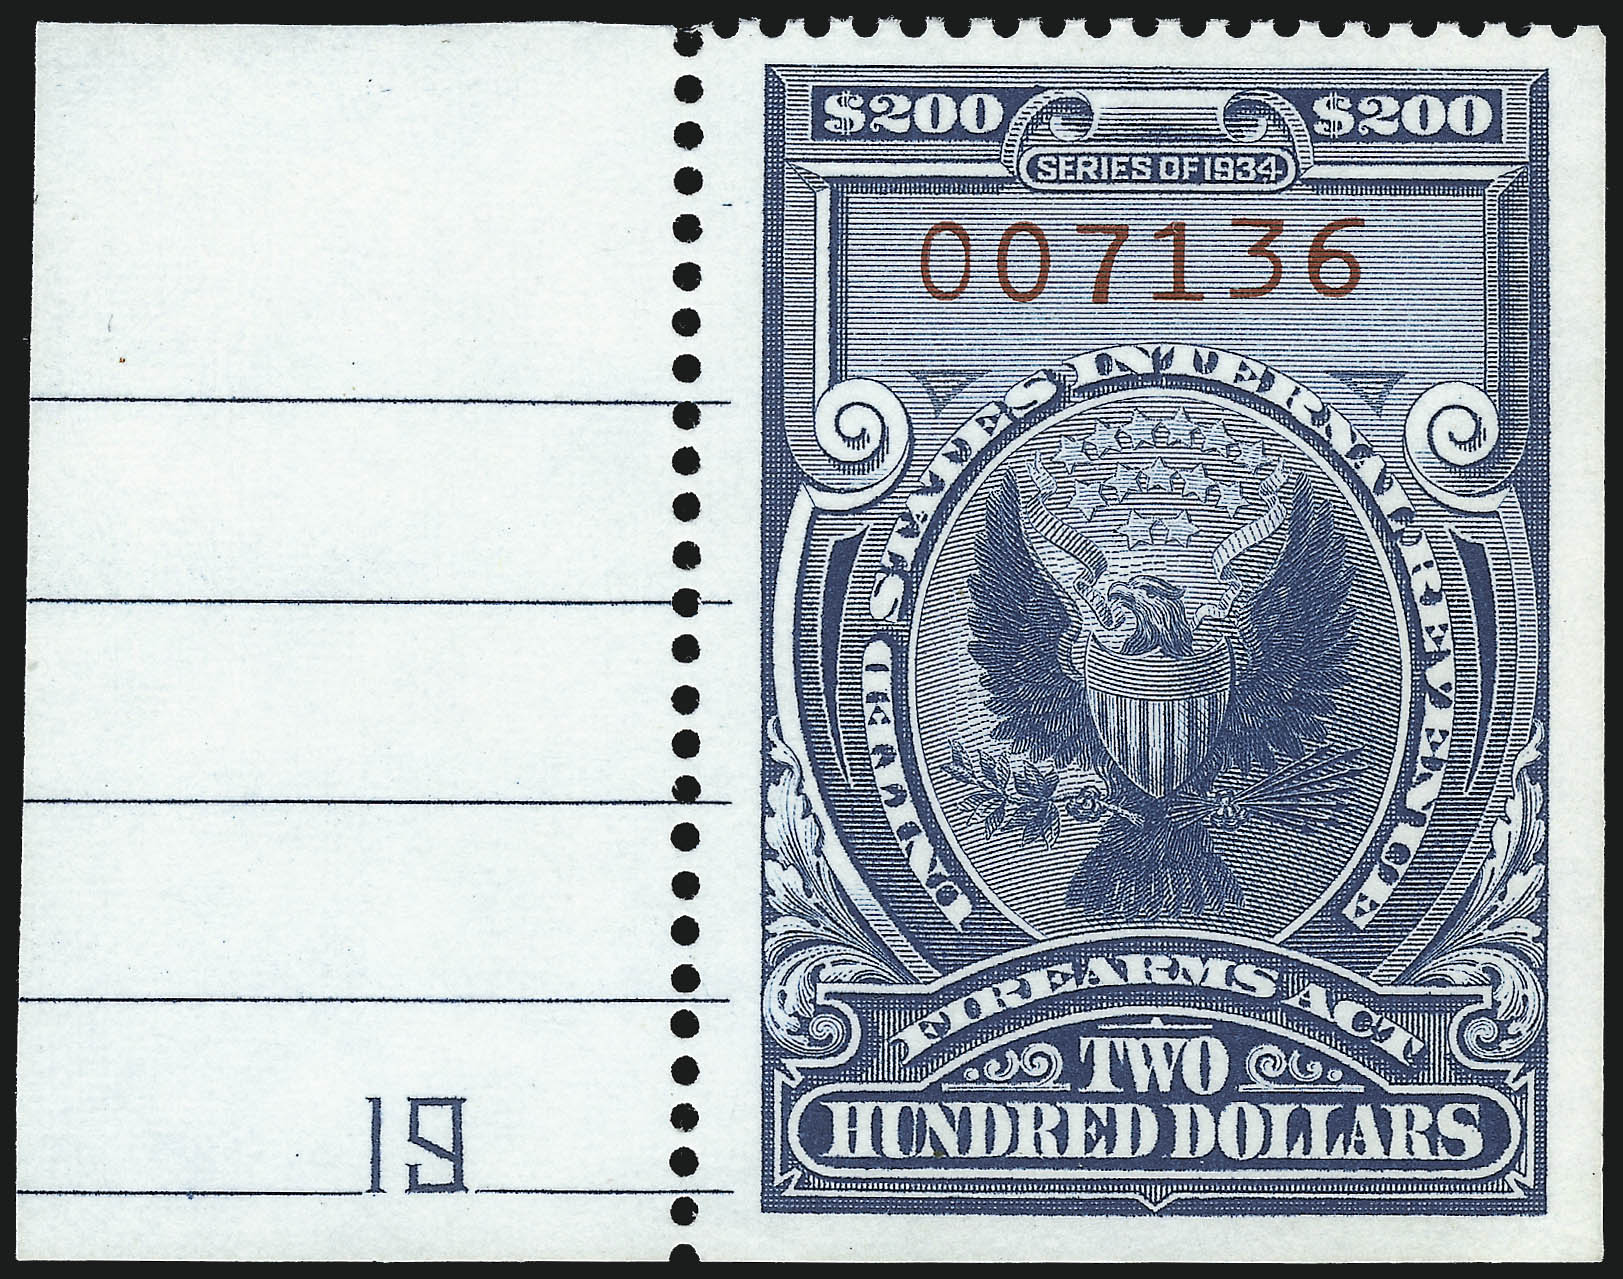 $200 $200
SERIES OF 1934
007136
UNITED STATES INTERNAL REVENUE
FIREARMS ACT
TWO
HUNDRED DOLLARS
19